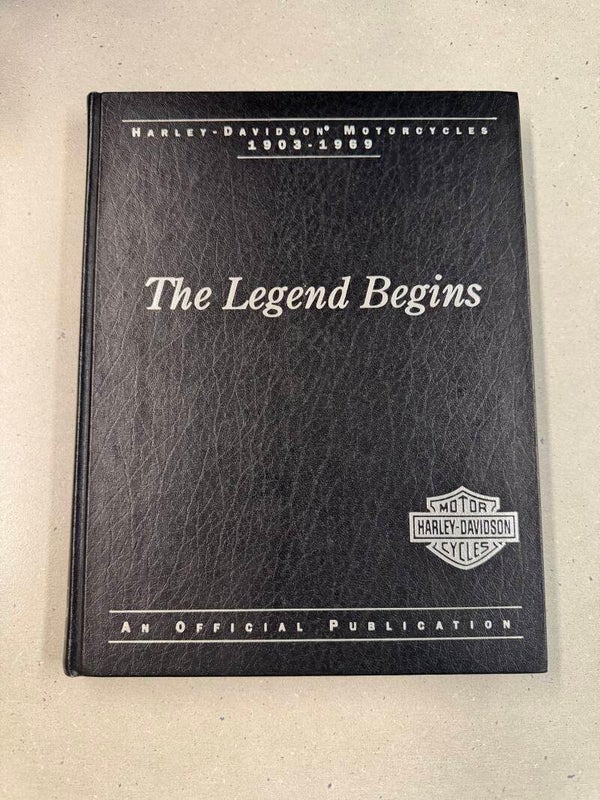 HARLEY-DAVIDSON® MOTORCYCLES
1903-1969
The Legend Begins
MOTOR
HARLEY-DAVIDSON
CYCLES
AN OFFICIAL PUBLICATION